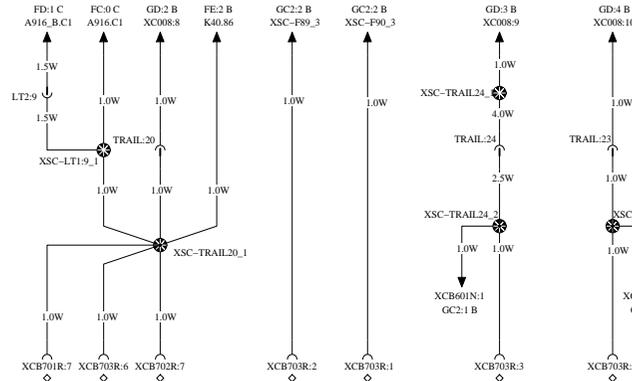 FD:1 C
FC:0 C
GD:2 B
FE:2 B
GC2:2 B
GC2:2 B
GD:3 B
GD:4 B
A916_B.C1
A916.C1
XC008:8
K40.86
XSC-F89_3
XSC-F90_3
XC008:9
XC008:10
1.5W
1.0W
LT2:9
XSC-TRAIL24_
1.0W
1.0W
1.0W
1.0W
1.0W
1.0W
1.5W
4.0W
TRAIL:20
TRAIL:24
TRAIL:23
XSC-LT1:9_1
1.0W
1.0W
1.0W
2.5W
1.0W
XSC-TRAIL24_2
XSC
XSC-TRAIL20_1
1.0W
1.0W
1.0W
XCB601N:1
GC2:1 B
1.0W
1.0W
1.0W
XCB701R:7
XCB703R:6
XCB702R:7
XCB703R:2
XCB703R:1
XCB703R:3
XCB703R: